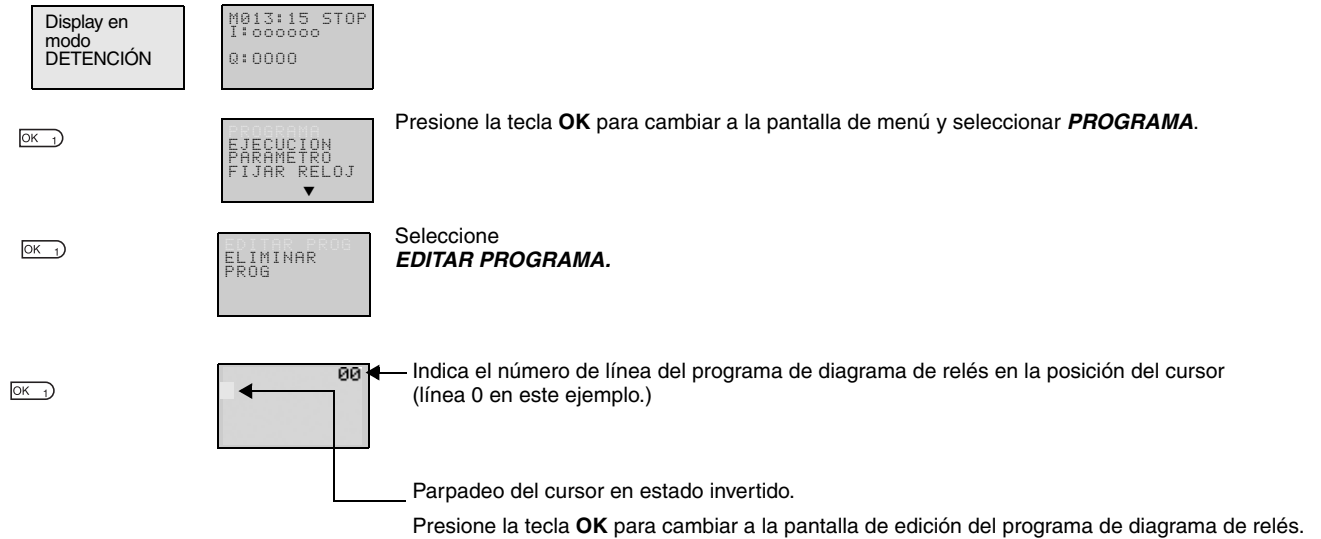 Display en
modo
DETENCIÓN
M013:15 STOP
I:oooooo
Q:0000
OK 1
PROGRAMA
EJECUCION
PARAMETRO
FIJAR RELOJ
▼
Presione la tecla OK para cambiar a la pantalla de menú y seleccionar PROGRAMA.
OK 1
EDITAR PROG
ELIMINAR
PROG
Seleccione
EDITAR PROGRAMA.
OK 1
00
Indica el número de línea del programa de diagrama de relés en la posición del cursor
(línea 0 en este ejemplo.)
Parpadeo del cursor en estado invertido.
Presione la tecla OK para cambiar a la pantalla de edición del programa de diagrama de relés.